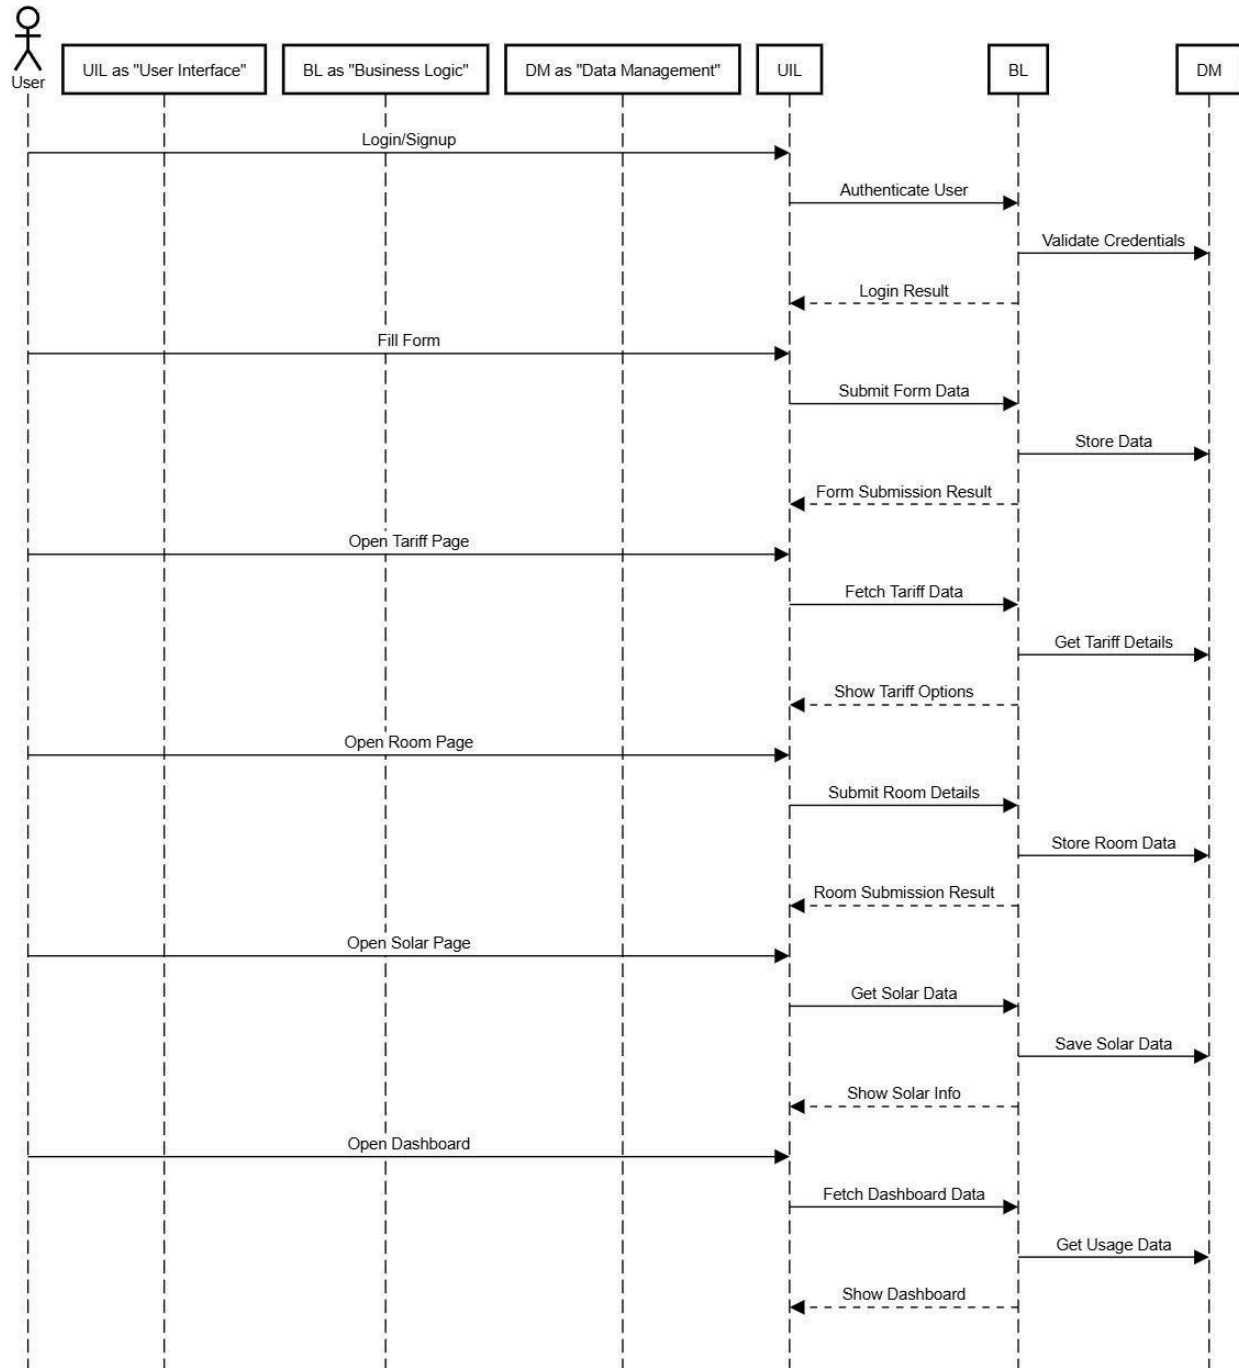 User
UIL as "User Interface"
BL as "Business Logic"
DM as "Data Management"
UIL
BL
DM
Login/Signup
Authenticate User
Validate Credentials
Login Result
Fill Form
Submit Form Data
Store Data
Form Submission Result
Open Tariff Page
Fetch Tariff Data
Get Tariff Details
Show Tariff Options
Open Room Page
Submit Room Details
Store Room Data
Room Submission Result
Open Solar Page
Get Solar Data
Save Solar Data
Show Solar Info
Open Dashboard
Fetch Dashboard Data
Get Usage Data
Show Dashboard